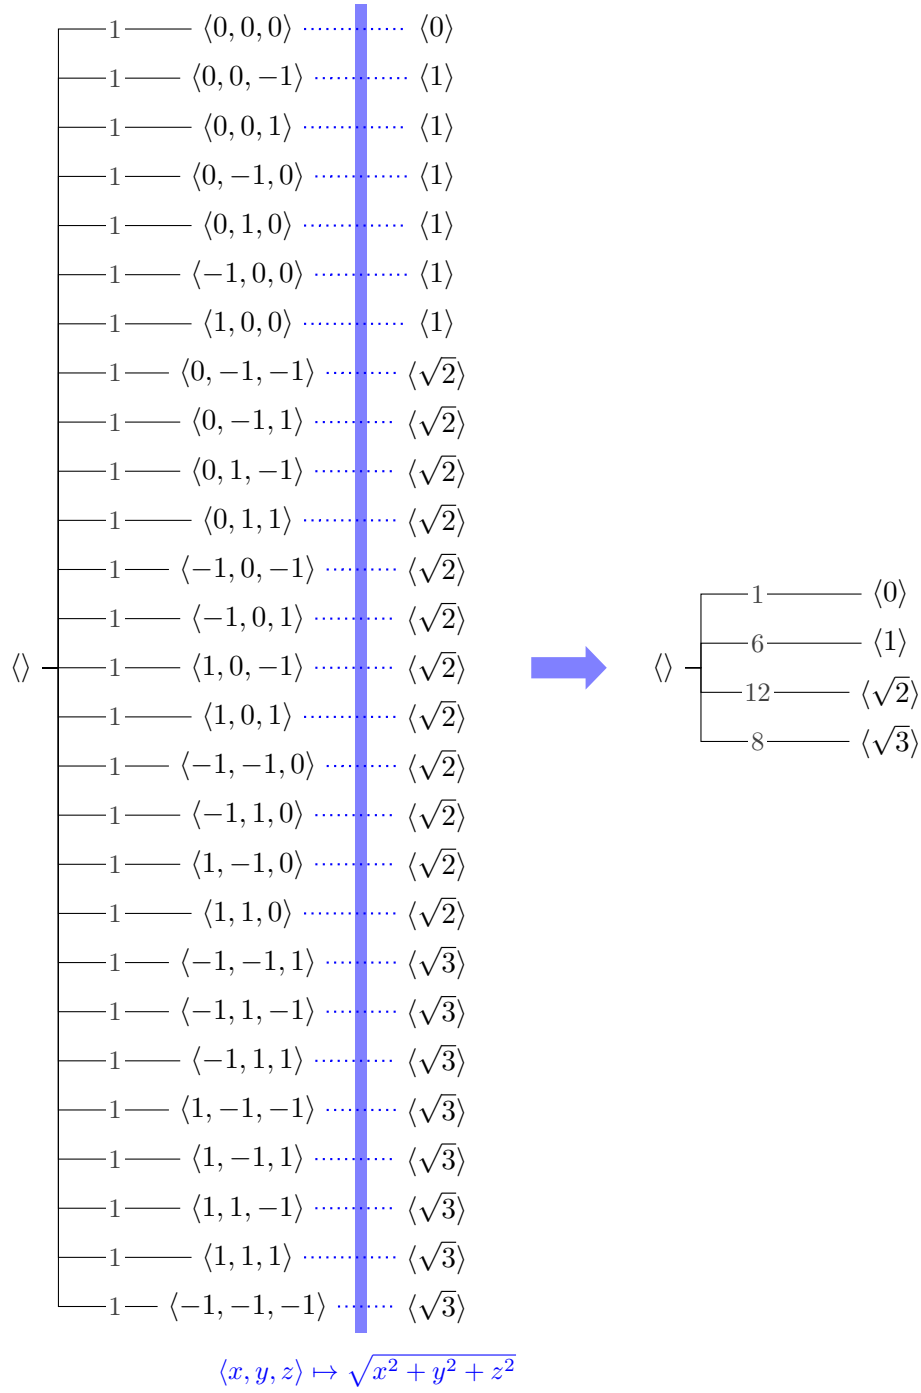 1 ⟨0, 0, 0⟩ ⟨0⟩
1 ⟨0, 0, −1⟩ ⟨1⟩
1 ⟨0, 0, 1⟩ ⟨1⟩
1 ⟨0, −1, 0⟩ ⟨1⟩
1 ⟨0, 1, 0⟩ ⟨1⟩
1 ⟨−1, 0, 0⟩ ⟨1⟩
1 ⟨1, 0, 0⟩ ⟨1⟩
1 ⟨0, −1, −1⟩ ⟨√2⟩
1 ⟨0, −1, 1⟩ ⟨√2⟩
1 ⟨0, 1, −1⟩ ⟨√2⟩
1 ⟨0, 1, 1⟩ ⟨√2⟩
1 ⟨−1, 0, −1⟩ ⟨√2⟩
1 ⟨−1, 0, 1⟩ ⟨√2⟩
⟨⟩ 1 ⟨1, 0, −1⟩ ⟨√2⟩
1 ⟨1, 0, 1⟩ ⟨√2⟩
1 ⟨−1, −1, 0⟩ ⟨√2⟩
1 ⟨−1, 1, 0⟩ ⟨√2⟩
1 ⟨1, −1, 0⟩ ⟨√2⟩
1 ⟨1, 1, 0⟩ ⟨√2⟩
1 ⟨−1, −1, 1⟩ ⟨√3⟩
1 ⟨−1, 1, −1⟩ ⟨√3⟩
1 ⟨−1, 1, 1⟩ ⟨√3⟩
1 ⟨1, −1, −1⟩ ⟨√3⟩
1 ⟨1, −1, 1⟩ ⟨√3⟩
1 ⟨1, 1, −1⟩ ⟨√3⟩
1 ⟨1, 1, 1⟩ ⟨√3⟩
1 ⟨−1, −1, −1⟩ ⟨√3⟩
⟨x, y, z⟩ ↦ √(x² + y² + z²)
1 ⟨0⟩
6 ⟨1⟩
⟨⟩
12 ⟨√2⟩
8 ⟨√3⟩